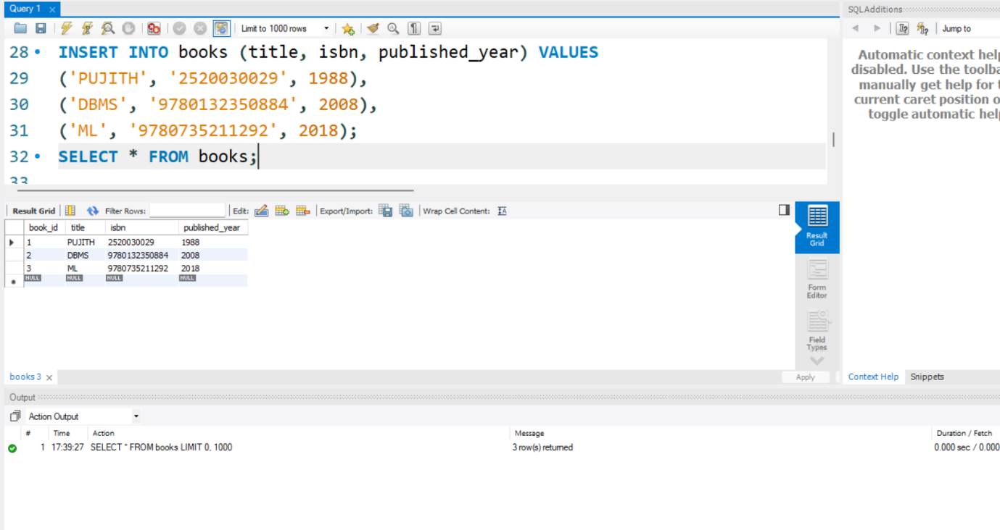 Query 1
SQLAdditions
Limit to 1000 rows
Jump to
28 INSERT INTO books (title, isbn, published_year) VALUES
29 ('PUJITH', '2520030029', 1988),
30 ('DBMS', '9780132350884', 2008),
31 ('ML', '9780735211292', 2018);
32 SELECT * FROM books;
33
Automatic context help
disabled. Use the toolba
manually get help for t
current caret position o
toggle automatic help
Result Grid Filter Rows: Edit: Export/Import: Wrap Cell Content: IA
book_id title isbn published_year
1 PUJITH 2520030029 1988
2 DBMS 9780132350884 2008
3 ML 9780735211292 2018
NULL NULL NULL NULL
Result
Grid
Form
Editor
Field
Types
books 3
Apply
Context Help Snippets
Output
Action Output
# Time Action Message Duration / Fetch
1 17:39:27 SELECT * FROM books LIMIT 0, 1000 3 row(s) returned 0.000 sec / 0.000